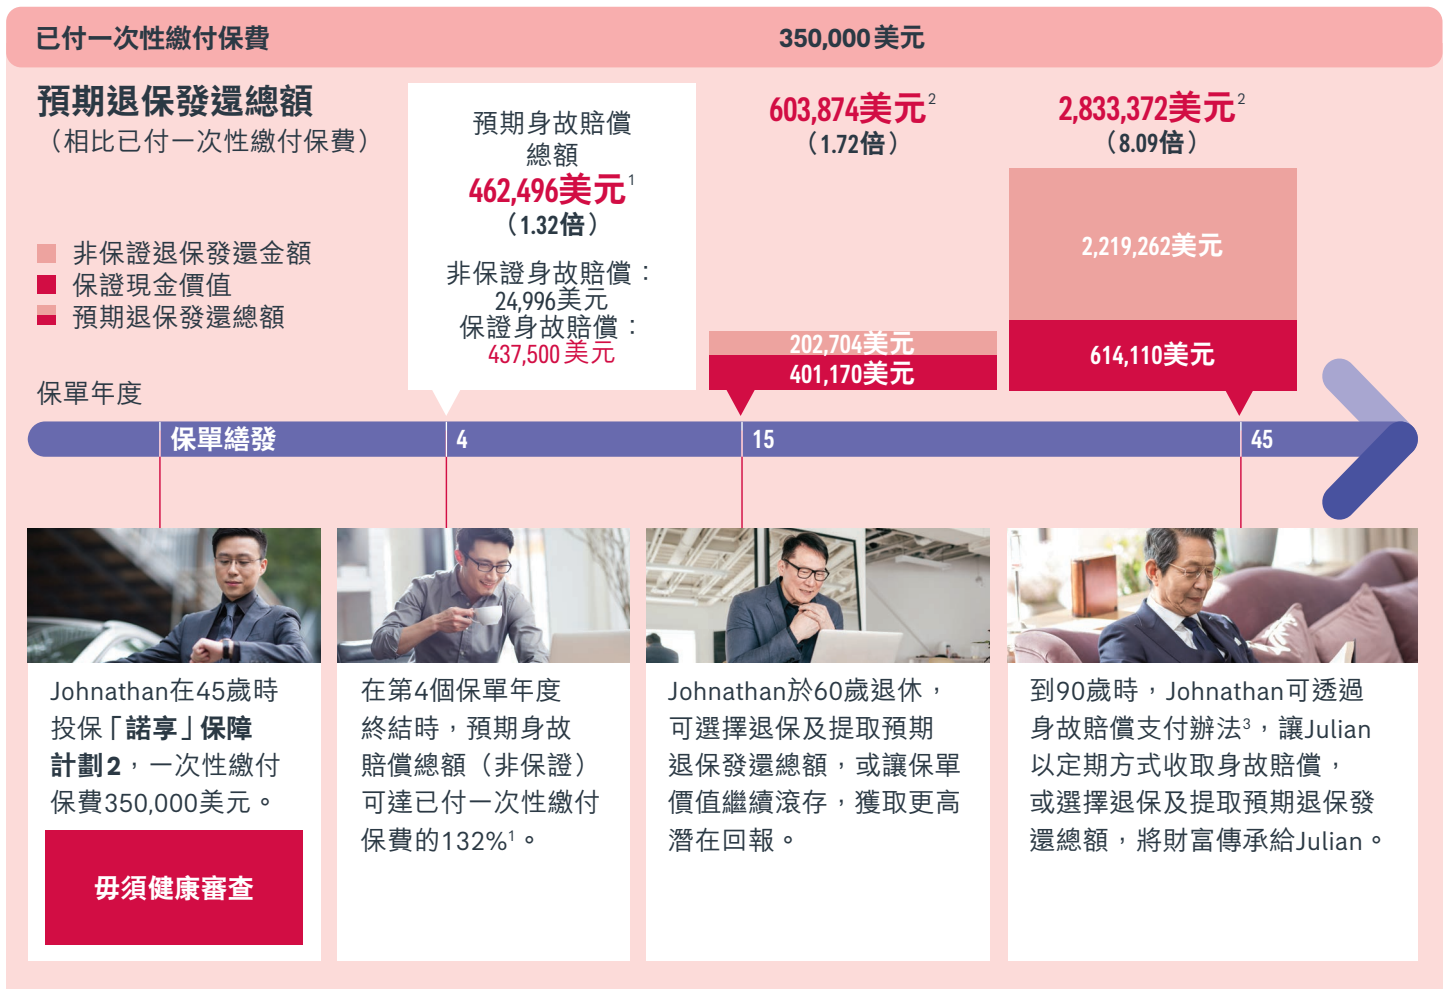 已付一次性繳付保費
350,000美元
預期退保發還總額
（相比已付一次性繳付保費）
非保證退保發還金額
保證現金價值
預期退保發還總額
預期身故賠償
總額
462,496美元¹
（1.32倍）
非保證身故賠償：
24,996美元
保證身故賠償：
437,500美元
603,874美元²
（1.72倍）
202,704美元
401,170美元
2,833,372美元²
（8.09倍）
2,219,262美元
614,110美元
保單年度
保單繕發
4
15
45
Johnathan在45歲時
投保「諾享」保障
計劃2，一次性繳付
保費350,000美元。
毋須健康審查
在第4個保單年度
終結時，預期身故
賠償總額（非保證）
可達已付一次性繳付
保費的132%¹。
Johnathan於60歲退休，
可選擇退保及提取預期
退保發還總額，或讓保單
價值繼續滾存，獲取更高
潛在回報。
到90歲時，Johnathan可透過
身故賠償支付辦法³，讓Julian
以定期方式收取身故賠償，
或選擇退保及提取預期退保發
還總額，將財富傳承給Julian。